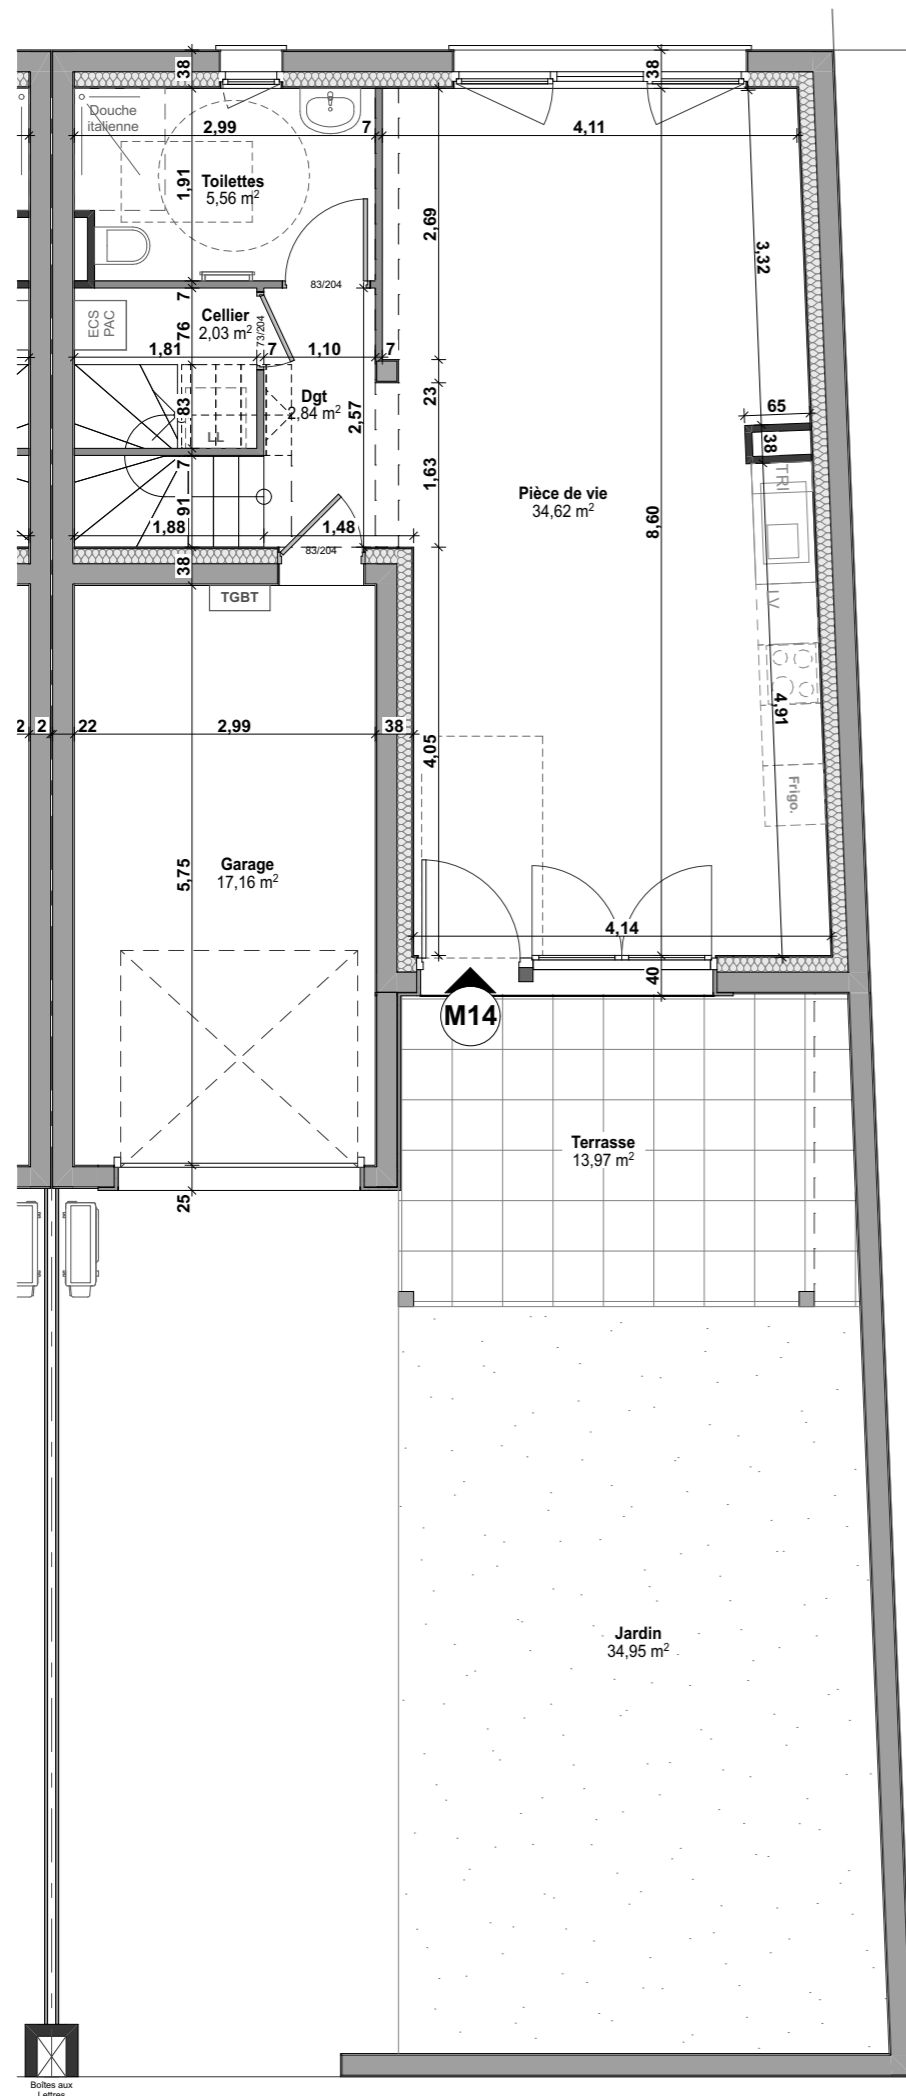 38
38
Douche
italienne
2,99
7
4,11
Toilettes
5,56 m²
1,91
2,69
3,32
83/204
7
Cellier
2,03 m²
ECS
PAC
76
73/204
1,81
7
1,10
7
Dgt
2,84 m²
2,57
23
65
83
LL
38
7
1,63
TRI
Pièce de vie
34,62 m²
8,60
91
1,88
1,48
83/204
38
TGBT
LV
4,91
2
2
22
2,99
38
4,05
Frigo.
Garage
17,16 m²
5,75
4,14
40
M14
Terrasse
13,97 m²
25
Jardin
34,95 m²
Boîtes aux
Lettres